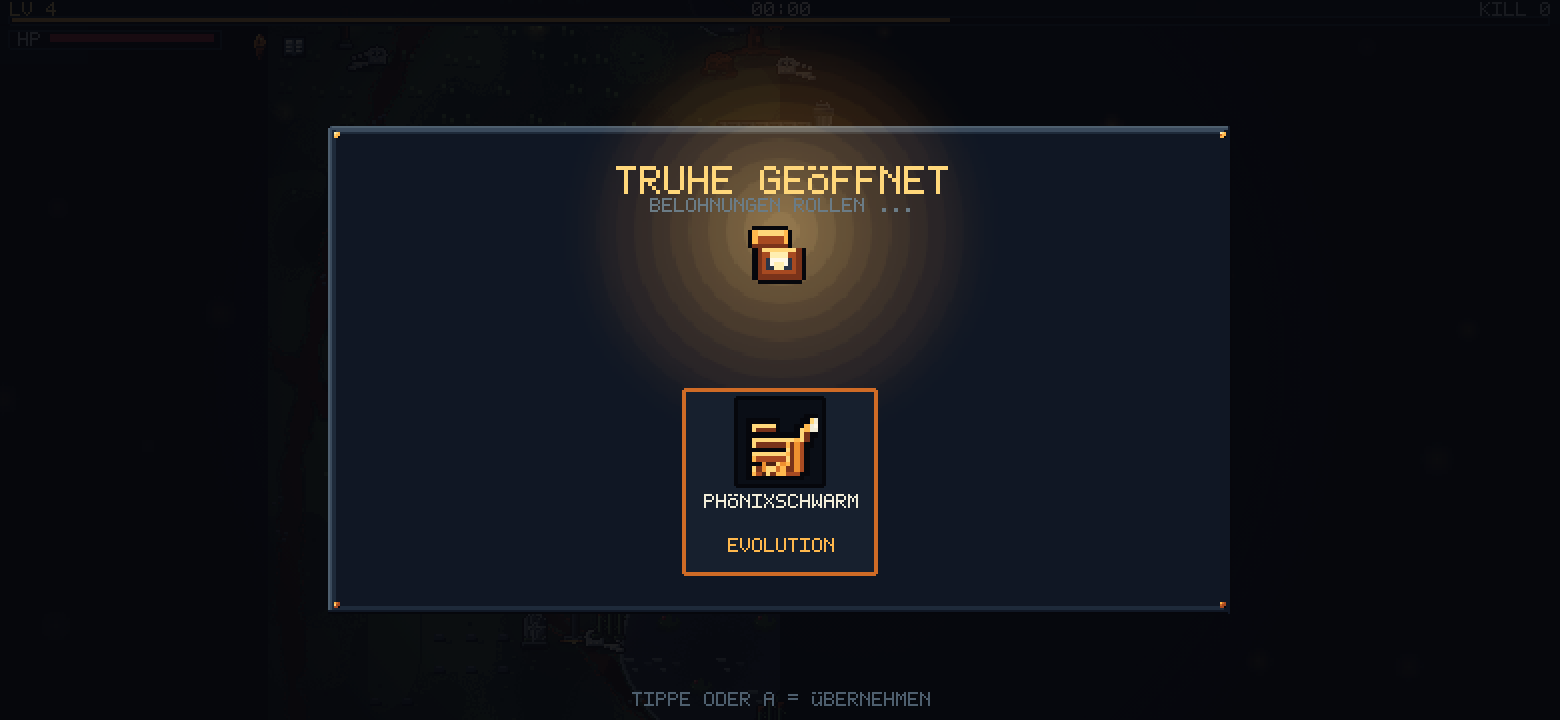 LV 4 00:00 KILL 0
HP
TRUHE GEöFFNET
BELOHNUNGEN ROLLEN ...
PHöNIXSCHWARM
EVOLUTION
TIPPE ODER A = üBERNEHMEN